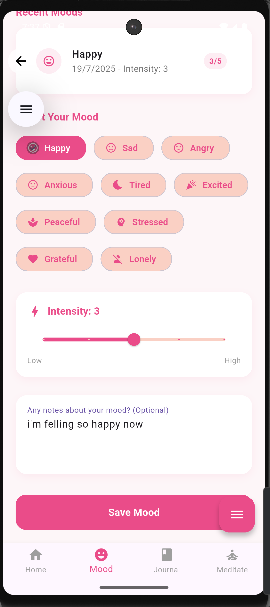 Recent Moods
Happy
19/7/2025 Intensity: 3
3/5
t Your Mood
Happy
Sad
Angry
Anxious
Tired
Excited
Peaceful
Stressed
Grateful
Lonely
Intensity: 3
Low
High
Any notes about your mood? (Optional)
i m felling so happy now
Save Mood
Home
Mood
Journa
Meditate